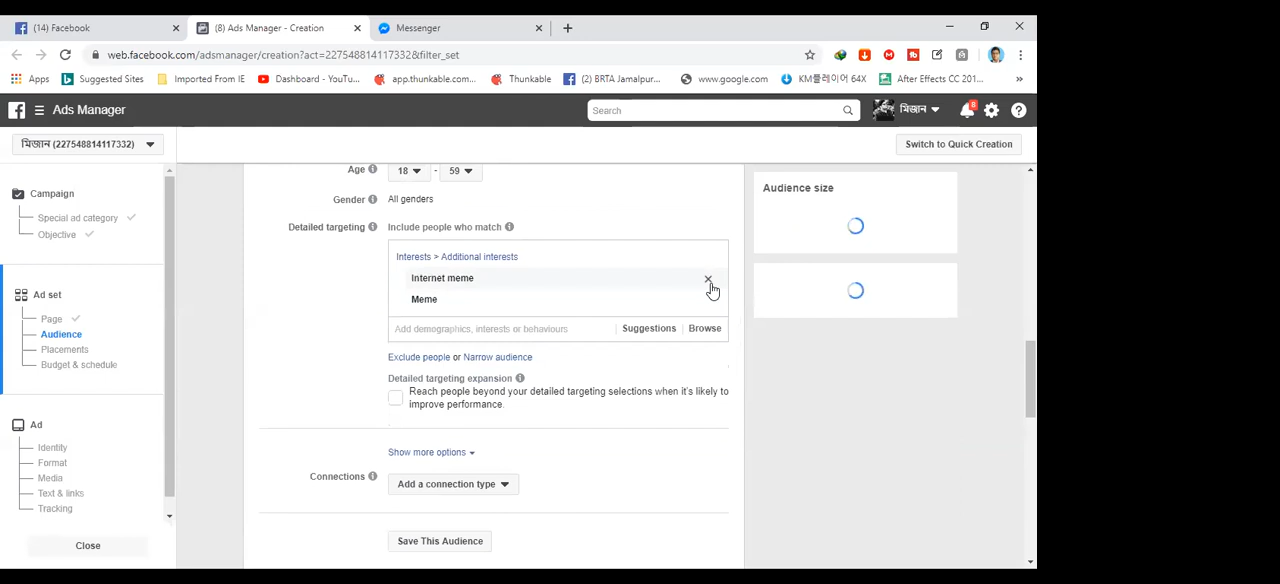 (14) Facebook
(8) Ads Manager - Creation
Messenger
web.facebook.com/adsmanager/creation?act=227548814117332&filter_set
Apps
Suggested Sites
Imported From IE
Dashboard - YouTu...
app.thunkable.com...
Thunkable
(2) BRTA Jamalpur...
www.google.com
KM플레이어 64X
After Effects CC 201...
Ads Manager
Search
মিজান
8
মিজান (227548814117332)
Switch to Quick Creation
Campaign
Special ad category
Objective
Ad set
Page
Audience
Placements
Budget & schedule
Ad
Identity
Format
Media
Text & links
Tracking
Close
Age
18
-
59
Gender
All genders
Detailed targeting
Include people who match
Interests > Additional interests
Internet meme
Meme
Add demographics, interests or behaviours
Suggestions
Browse
Exclude people or Narrow audience
Detailed targeting expansion
Reach people beyond your detailed targeting selections when it's likely to
improve performance.
Show more options
Connections
Add a connection type
Save This Audience
Audience size